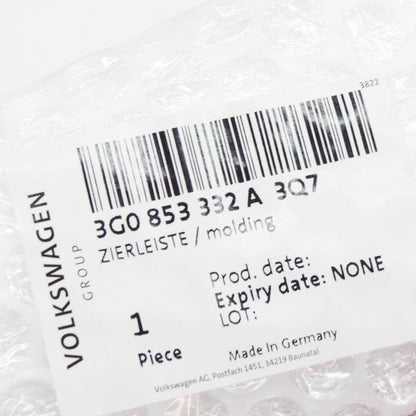 3822
3G0 853 332 A 3Q7
ZIERLEISTE / molding
VOLKSWAGEN
GROUP
Prod. date:
Expiry date: NONE
LOT:
1
Piece
Made In Germany
Volkswagen AG, Postfach 1451, 34219 Baunatal